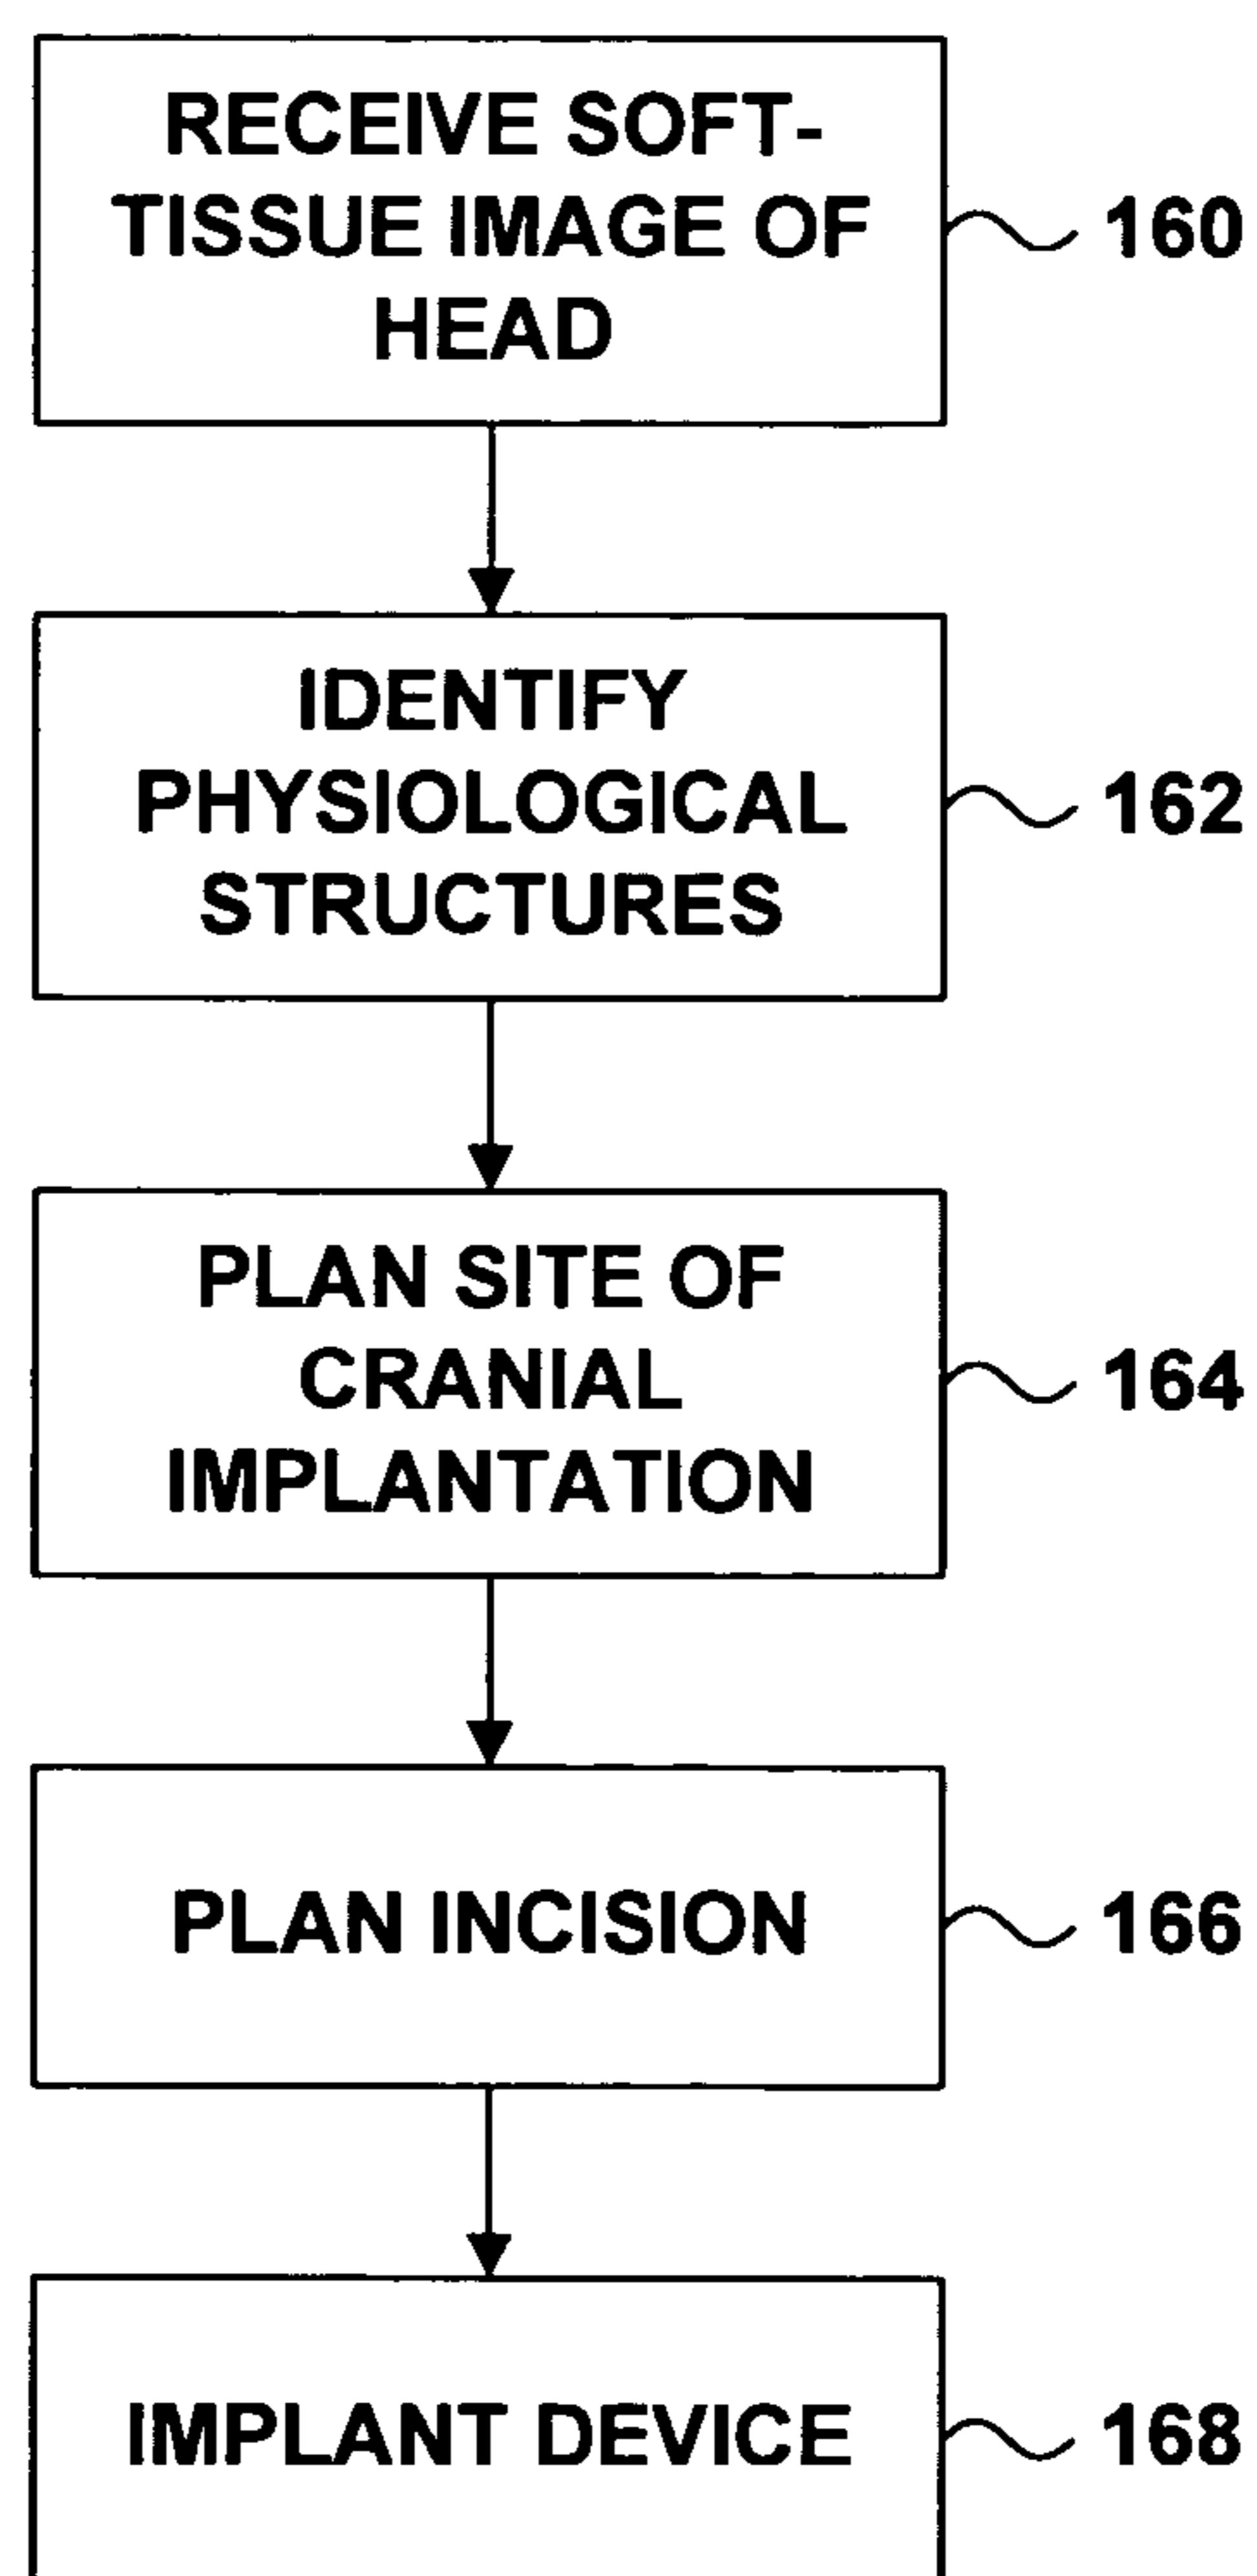 RECEIVE SOFT-
TISSUE IMAGE OF
HEAD
160
IDENTIFY
PHYSIOLOGICAL
STRUCTURES
162
PLAN SITE OF
CRANIAL
IMPLANTATION
164
PLAN INCISION
166
IMPLANT DEVICE
168